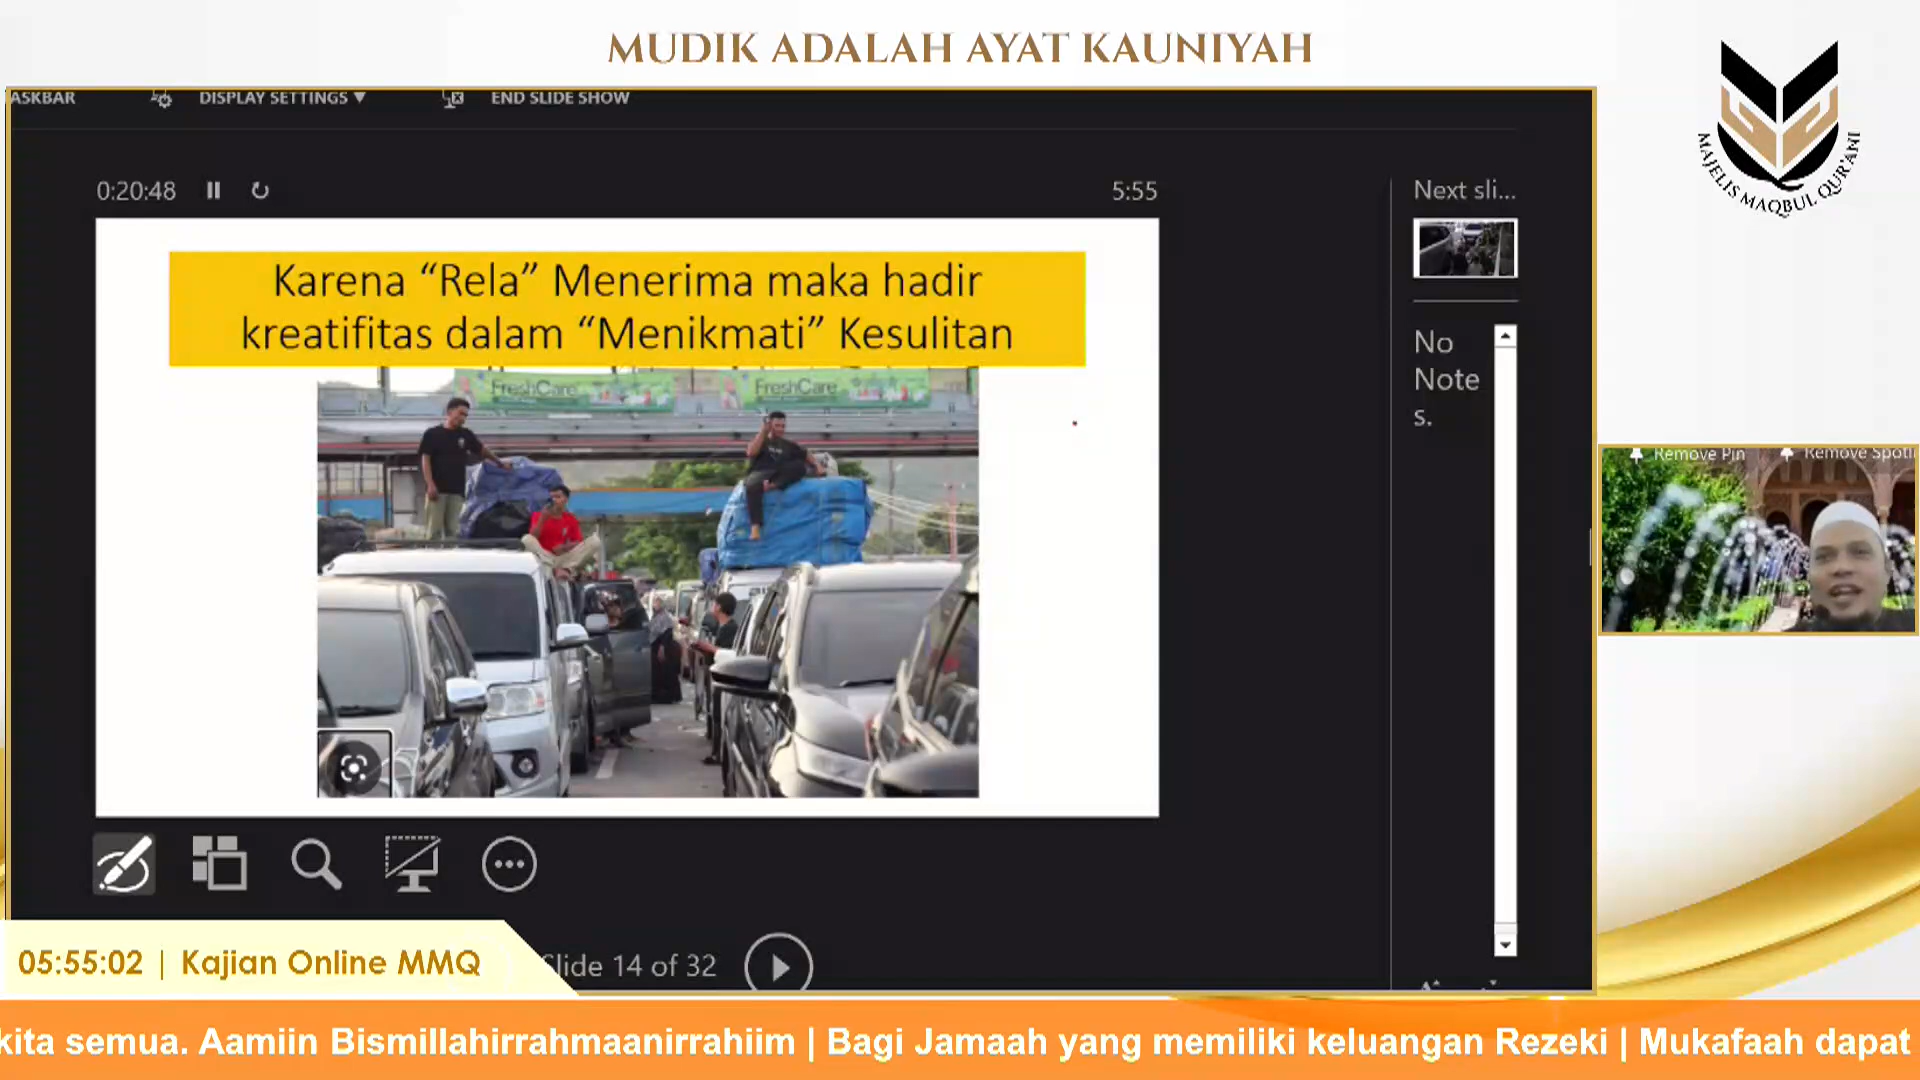 MUDIK ADALAH AYAT KAUNIYAH
MAJELIS MAQBUL QUR'ANI
ASKBAR
DISPLAY SETTINGS ▼
END SLIDE SHOW
0:20:48
5:55
Next sli...
Karena “Rela” Menerima maka hadir
kreatifitas dalam “Menikmati” Kesulitan
FreshCare
FreshCare
No
Note
s.
Remove Pin
Remove Spotli
Slide 14 of 32
05:55:02 | Kajian Online MMQ
kita semua. Aamiin Bismillahirrahmaanirrahiim | Bagi Jamaah yang memiliki keluangan Rezeki | Mukafaah dapat